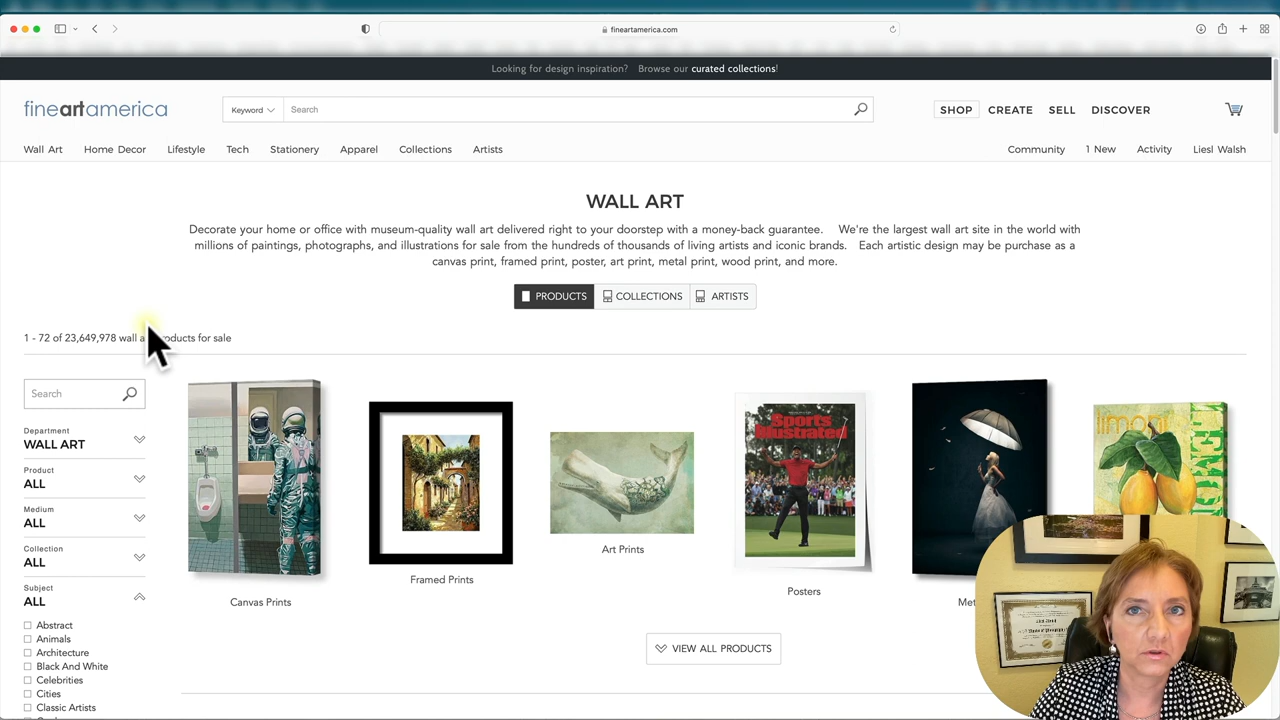 fineartamerica.com
Looking for design inspiration? Browse our curated collections!
fineartamerica
Keyword
Search
SHOP
CREATE
SELL
DISCOVER
Wall Art
Home Decor
Lifestyle
Tech
Stationery
Apparel
Collections
Artists
Community
1 New
Activity
Liesl Walsh
WALL ART
Decorate your home or office with museum-quality wall art delivered right to your doorstep with a money-back guarantee. We're the largest wall art site in the world with
millions of paintings, photographs, and illustrations for sale from the hundreds of thousands of living artists and iconic brands. Each artistic design may be purchase as a
canvas print, framed print, poster, art print, metal print, wood print, and more.
PRODUCTS
COLLECTIONS
ARTISTS
1 - 72 of 23,649,978 wall products for sale
Search
Department
WALL ART
Product
ALL
Medium
ALL
Collection
ALL
Subject
ALL
Abstract
Animals
Architecture
Black And White
Celebrities
Cities
Classic Artists
Sports
Illustrated
limoni
Canvas Prints
Framed Prints
Art Prints
Posters
VIEW ALL PRODUCTS